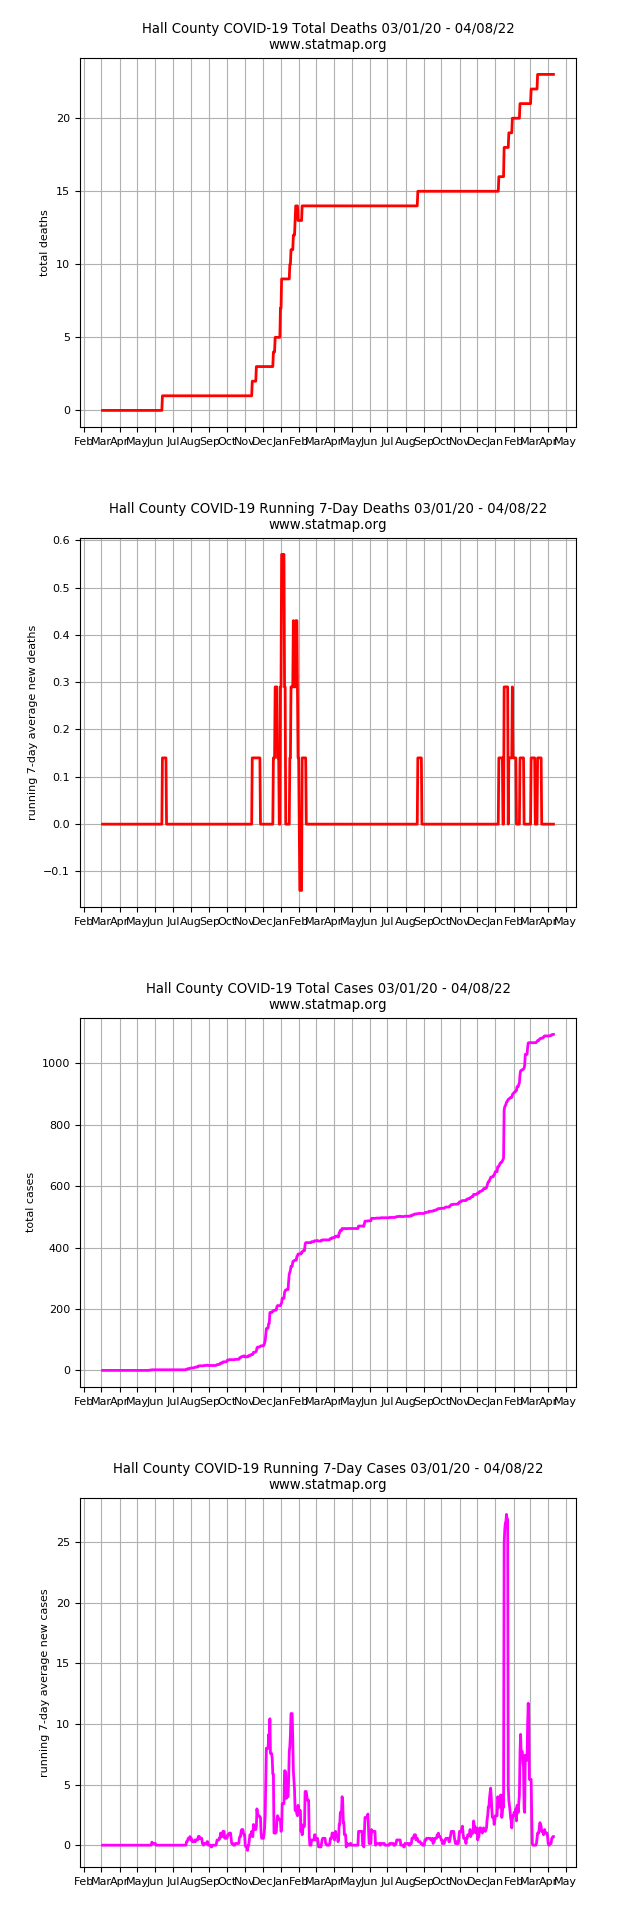 Hall County COVID-19 Total Deaths 03/01/20 - 04/08/22
www.statmap.org
20
15
10
5
0
total deaths
Feb Mar Apr May Jun Jul Aug Sep Oct Nov Dec Jan Feb Mar Apr May Jun Jul Aug Sep Oct Nov Dec Jan Feb Mar Apr May
Hall County COVID-19 Running 7-Day Deaths 03/01/20 - 04/08/22
www.statmap.org
0.6
0.5
0.4
0.3
0.2
0.1
0.0
−0.1
running 7-day average new deaths
Feb Mar Apr May Jun Jul Aug Sep Oct Nov Dec Jan Feb Mar Apr May Jun Jul Aug Sep Oct Nov Dec Jan Feb Mar Apr May
Hall County COVID-19 Total Cases 03/01/20 - 04/08/22
www.statmap.org
1000
800
600
400
200
0
total cases
Feb Mar Apr May Jun Jul Aug Sep Oct Nov Dec Jan Feb Mar Apr May Jun Jul Aug Sep Oct Nov Dec Jan Feb Mar Apr May
Hall County COVID-19 Running 7-Day Cases 03/01/20 - 04/08/22
www.statmap.org
25
20
15
10
5
0
running 7-day average new cases
Feb Mar Apr May Jun Jul Aug Sep Oct Nov Dec Jan Feb Mar Apr May Jun Jul Aug Sep Oct Nov Dec Jan Feb Mar Apr May